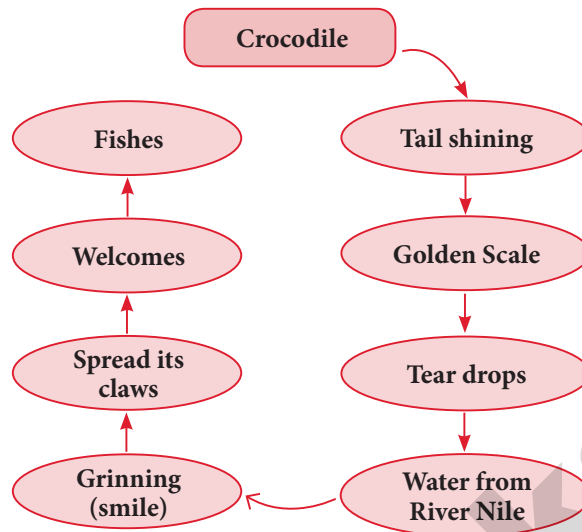 Crocodile
Tail shining
Golden Scale
Tear drops
Water from
River Nile
Grinning
(smile)
Spread its
claws
Welcomes
Fishes